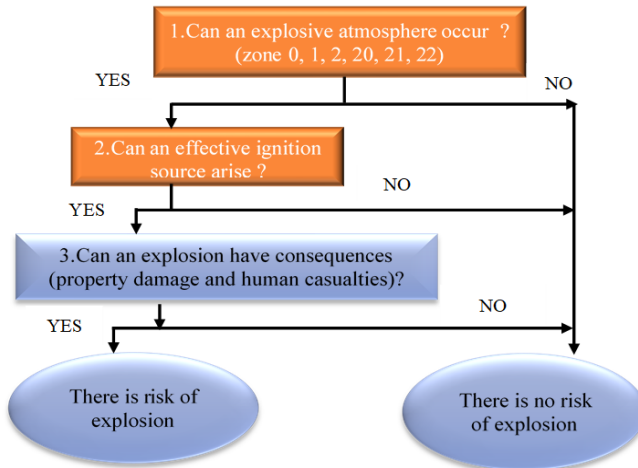 1.Can an explosive atmosphere occur ?
(zone 0, 1, 2, 20, 21, 22)
YES
NO
2.Can an effective ignition
source arise ?
NO
YES
3.Can an explosion have consequences
(property damage and human casualties)?
NO
YES
There is risk of
explosion
There is no risk
of explosion